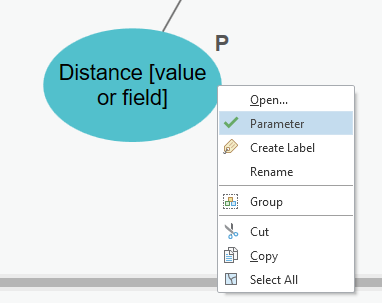 P
Distance [value
or field]
Open...
Parameter
Create Label
Rename
Group
Cut
Copy
Select All